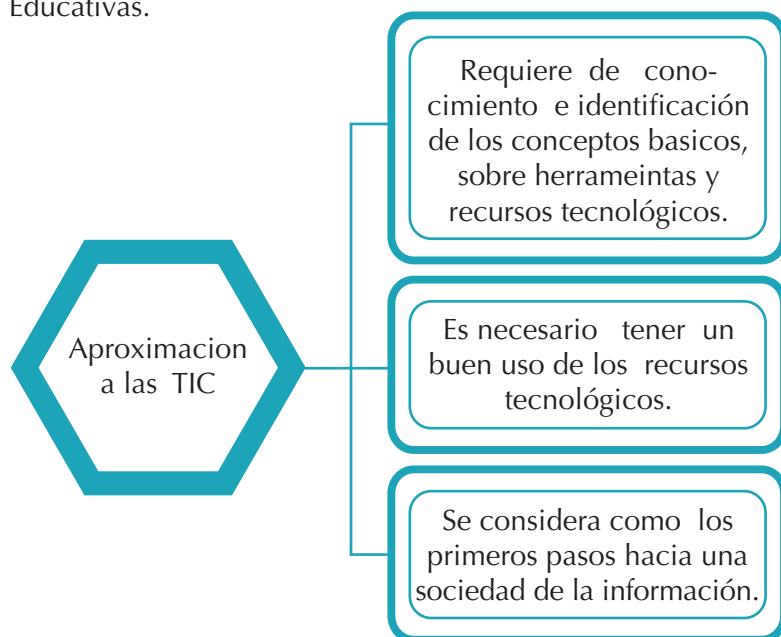 Educativas.
Requiere de cono-
cimiento e identificación
de los conceptos basicos,
sobre herrameintas y
recursos tecnológicos.
Aproximacion
a las TIC
Es necesario tener un
buen uso de los recursos
tecnológicos.
Se considera como los
primeros pasos hacia una
sociedad de la información.